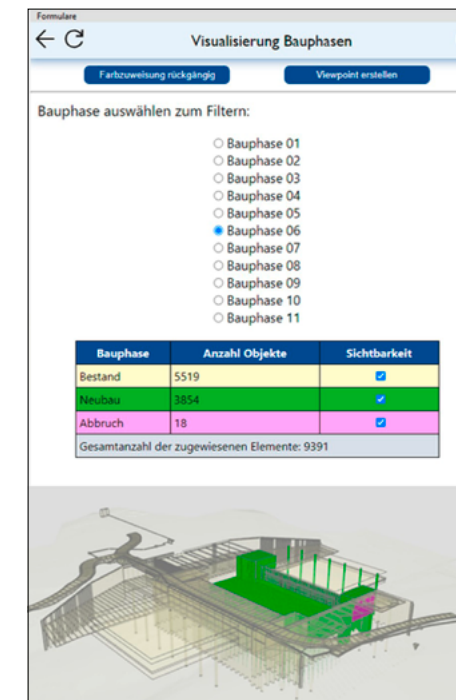 Formulare
Visualisierung Bauphasen
Farbzuweisung rückgängig Viewpoint erstellen
Bauphase auswählen zum Filtern:
Bauphase 01
Bauphase 02
Bauphase 03
Bauphase 04
Bauphase 05
Bauphase 06
Bauphase 07
Bauphase 08
Bauphase 09
Bauphase 10
Bauphase 11
Bauphase Anzahl Objekte Sichtbarkeit
Bestand 5519
Neubau 3854
Abbruch 18
Gesamtanzahl der zugewiesenen Elemente: 9391